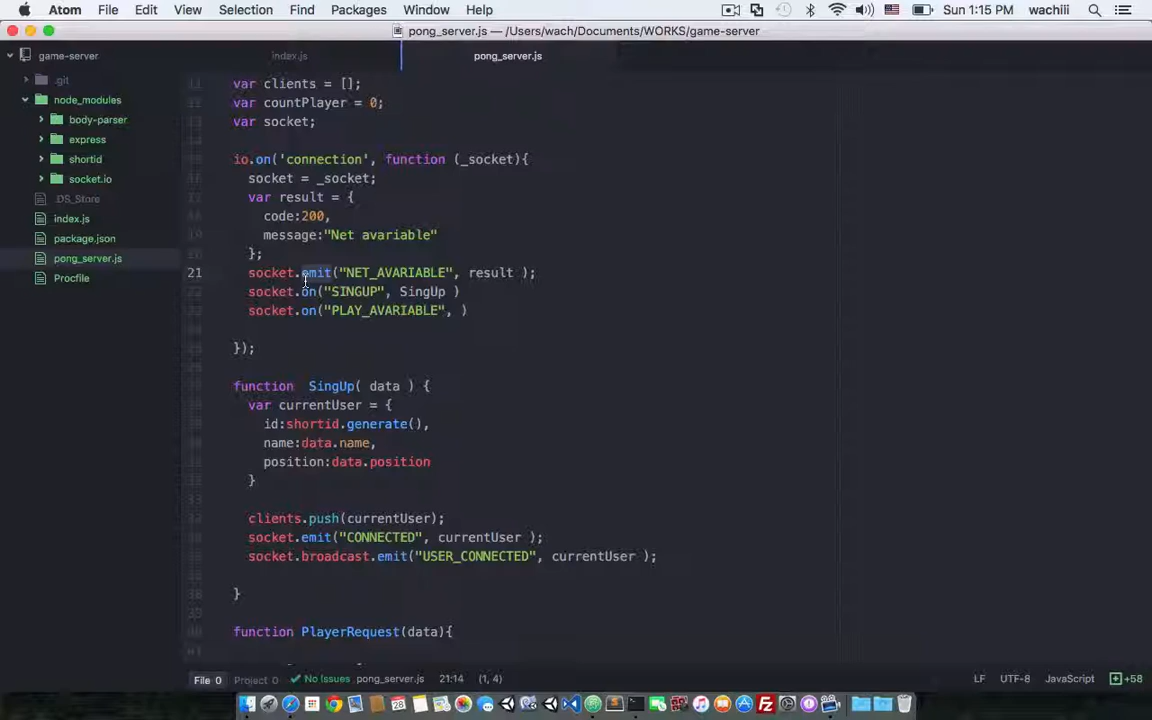 Atom File Edit View Selection Find Packages Window Help Sun 1:15 PM wachiii
pong_server.js — /Users/wach/Documents/WORKS/game-server
game-server
.git
node_modules
body-parser
express
shortid
socket.io
.DS_Store
index.js
package.json
pong_server.js
Procfile
index.js pong_server.js
var clients = [];
var countPlayer = 0;
var socket;
io.on('connection', function (_socket){
socket = _socket;
var result = {
code:200,
message:"Net avariable"
};
21 socket.emit("NET_AVARIABLE", result );
socket.on("SINGUP", SingUp )
socket.on("PLAY_AVARIABLE", )
});
function SingUp( data ) {
var currentUser = {
id:shortid.generate(),
name:data.name,
position:data.position
}
clients.push(currentUser);
socket.emit("CONNECTED", currentUser );
socket.broadcast.emit("USER_CONNECTED", currentUser );
}
function PlayerRequest(data){
File 0 Project 0 No Issues pong_server.js 21:14 (1, 4) LF UTF-8 JavaScript +58